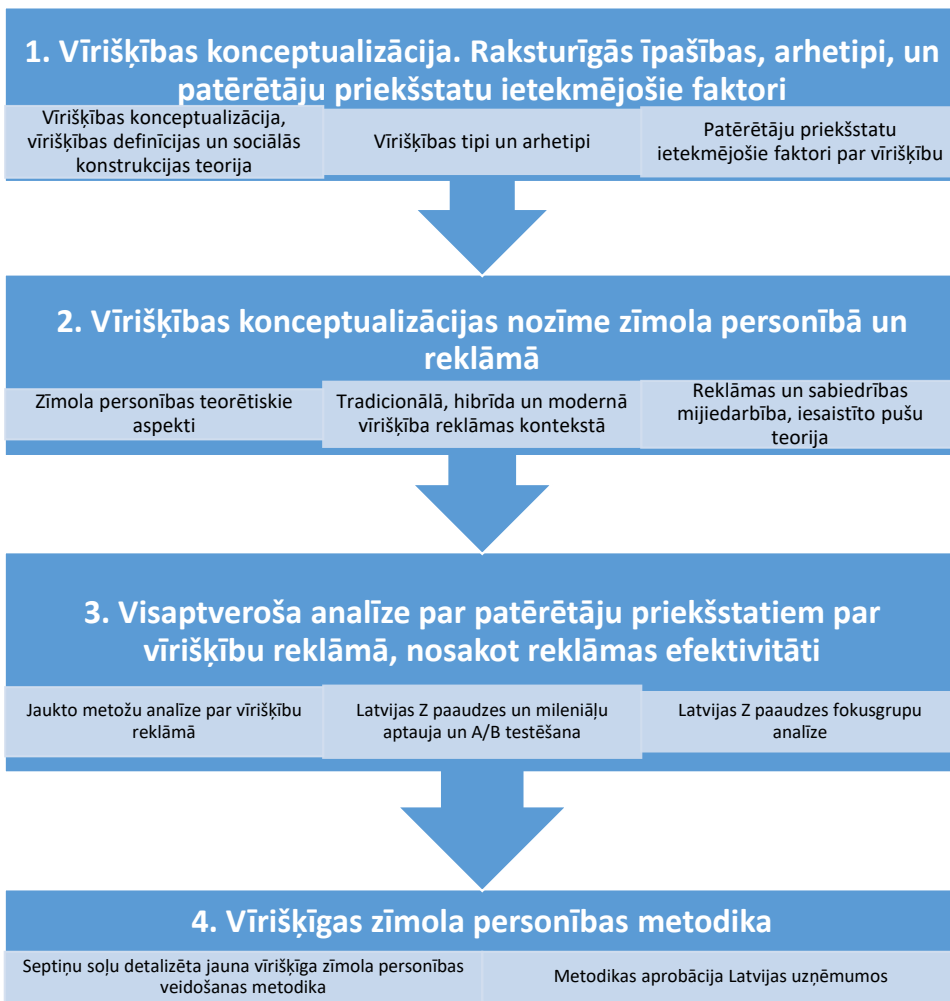 1. Vīrišķības konceptualizācija. Raksturīgās īpašības, arhetipi, un
patērētāju priekšstatu ietekmējošie faktori
Vīrišķības konceptualizācija,
vīrišķības definīcijas un sociālās
konstrukcijas teorija
Vīrišķības tipi un arhetipi
Patērētāju priekšstatu
ietekmējošie faktori par vīrišķību
2. Vīrišķības konceptualizācijas nozīme zīmola personībā un
reklāmā
Zīmola personības teorētiskie
aspekti
Tradicionālā, hibrīda un modernā
vīrišķība reklāmas kontekstā
Reklāmas un sabiedrības
mijiedarbība, iesaistīto pušu
teorija
3. Visaptveroša analīze par patērētāju priekšstatiem par
vīrišķību reklāmā, nosakot reklāmas efektivitāti
Jaukto metožu analīze par vīrišķību
reklāmā
Latvijas Z paaudzes un mileniāļu
aptauja un A/B testēšana
Latvijas Z paaudzes fokusgrupu
analīze
4. Vīrišķīgas zīmola personības metodika
Septiņu soļu detalizēta jauna vīrišķīga zīmola personības
veidošanas metodika
Metodikas aprobācija Latvijas uzņēmumos